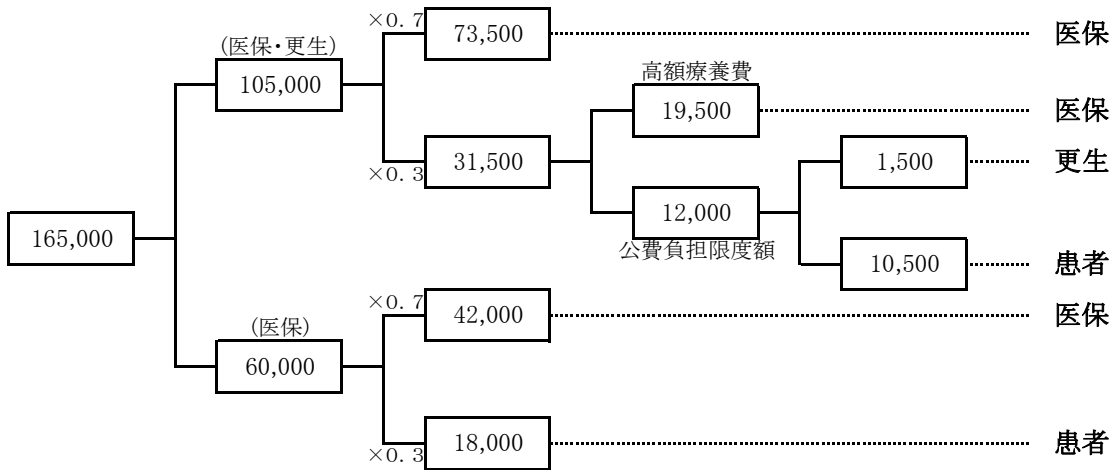 ×0.7
73,500
医保
(医保・更生)
105,000
高額療養費
19,500
医保
×0.3
31,500
1,500
更生
12,000
公費負担限度額
165,000
10,500
患者
×0.7
42,000
医保
(医保)
60,000
×0.3
18,000
患者